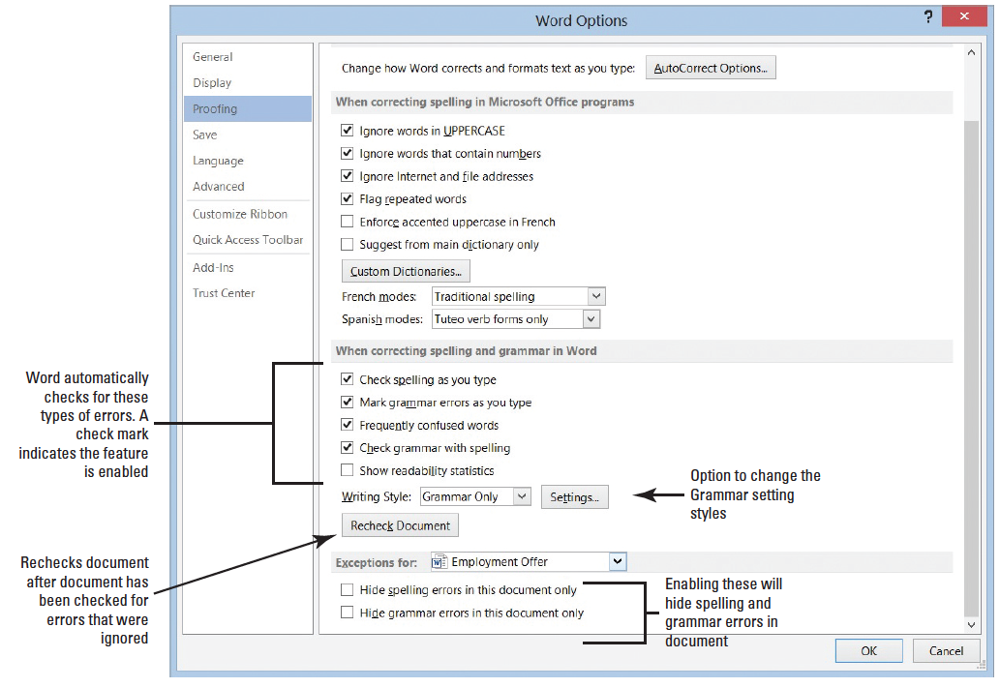 Word Options
?
General
Display
Proofing
Save
Language
Advanced
Customize Ribbon
Quick Access Toolbar
Add-Ins
Trust Center
Change how Word corrects and formats text as you type: AutoCorrect Options...
When correcting spelling in Microsoft Office programs
Ignore words in UPPERCASE
Ignore words that contain numbers
Ignore Internet and file addresses
Flag repeated words
Enforce accented uppercase in French
Suggest from main dictionary only
Custom Dictionaries...
French modes: Traditional spelling
Spanish modes: Tuteo verb forms only
When correcting spelling and grammar in Word
Check spelling as you type
Mark grammar errors as you type
Frequently confused words
Check grammar with spelling
Show readability statistics
Writing Style: Grammar Only Settings...
Recheck Document
Exceptions for: Employment Offer
Hide spelling errors in this document only
Hide grammar errors in this document only
OK Cancel
Word automatically
checks for these
types of errors. A
check mark
indicates the feature
is enabled
Rechecks document
after document has
been checked for
errors that were
ignored
Option to change the
Grammar setting
styles
Enabling these will
hide spelling and
grammar errors in
document